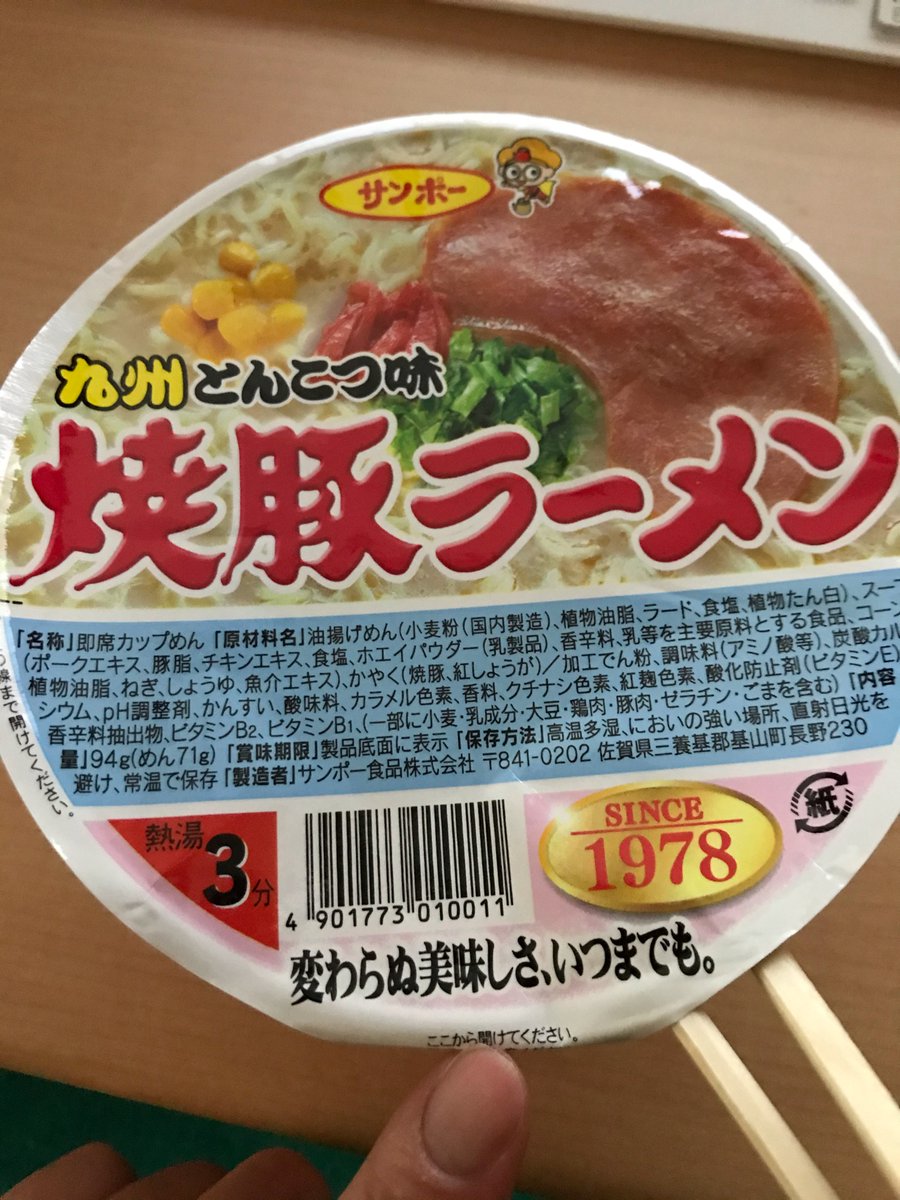 サンポー
九州とんこつ味
焼豚ラーメン
「名称」即席カップめん 「原材料名」油揚げめん(小麦粉(国内製造)、植物油脂、ラード、食塩、植物たん白)、スープ
(ポークエキス、豚脂、チキンエキス、食塩、ホエイパウダー(乳製品)、香辛料、乳等を主要原料とする食品、コーン、
植物油脂、ねぎ、しょうゆ、魚介エキス)、かやく(焼豚、紅しょうが)/加工でん粉、調味料(アミノ酸等)、炭酸カル
シウム、pH調整剤、かんすい、酸味料、カラメル色素、香料、クチナシ色素、紅麹色素、酸化防止剤(ビタミンE)、
香辛料抽出物、ビタミンB₂、ビタミンB₁、(一部に小麦・乳成分・大豆・鶏肉・豚肉・ゼラチン・ごまを含む)「内容
量」94g(めん71g) 「賞味期限」製品底面に表示 「保存方法」高温多湿、においの強い場所、直射日光を
避け、常温で保存 「製造者」サンポー食品株式会社 〒841-0202 佐賀県三養基郡基山町長野230
線まで開けてください。
熱湯3分
4 901773 010011
SINCE
1978
紙
変わらぬ美味しさ、いつまでも。
ここから開けてください。